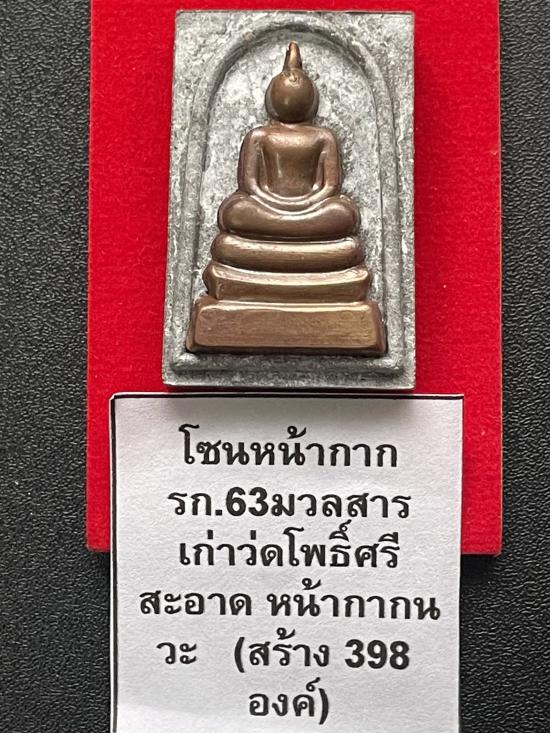 โซนหน้ากาก
รก.63มวลสาร
เก่าว่ดโพธิ์ศรี
สะอาด หน้ากากน
วะ (สร้าง 398
องค์)